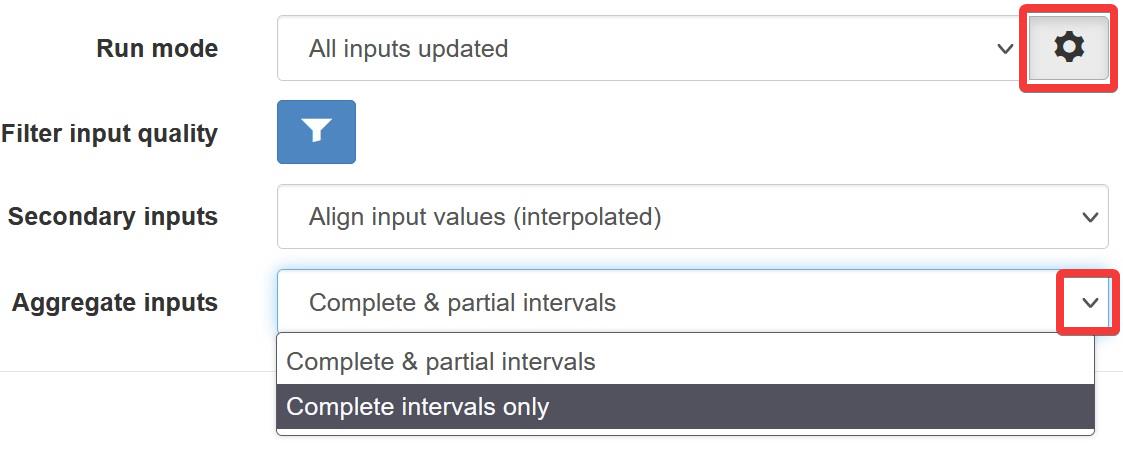 Run mode
All inputs updated
Filter input quality
Secondary inputs
Align input values (interpolated)
Aggregate inputs
Complete & partial intervals
Complete & partial intervals
Complete intervals only